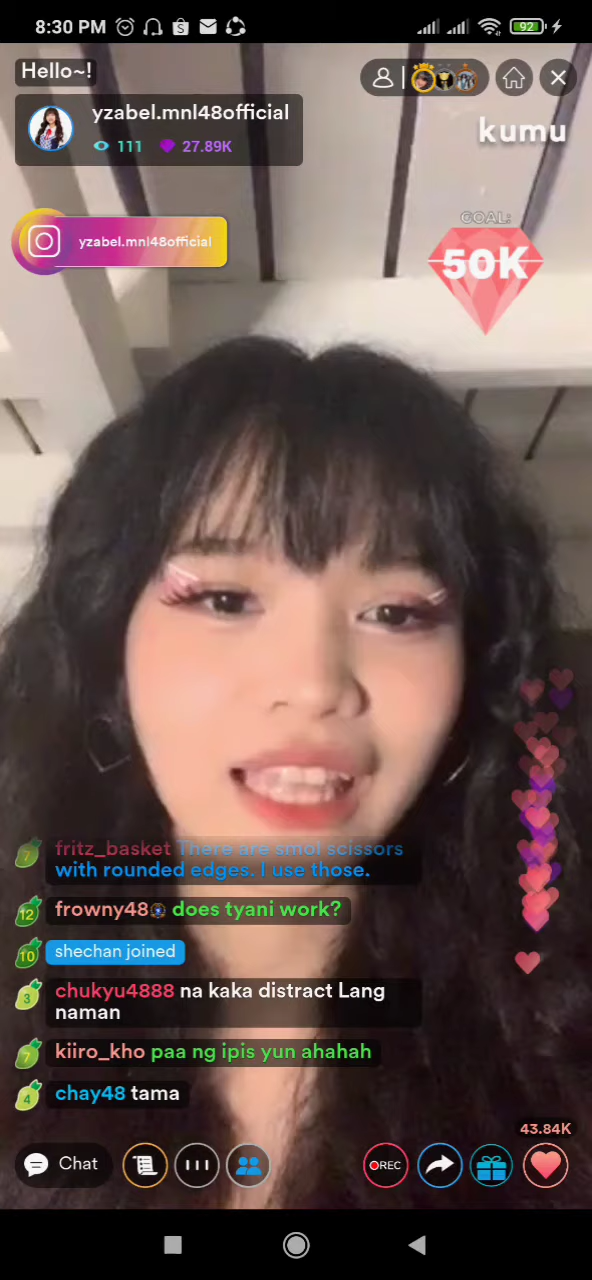 8:30 PM
92
Hello~!
yzabel.mnl48official
111
27.89K
kumu
yzabel.mnl48official
GOAL:
50K
7
fritz_basket There are smol scissors
with rounded edges. I use those.
12
frowny48 does tyani work?
10
shechan joined
3
chukyu4888 na kaka distract Lang
naman
7
kiiro_kho paa ng ipis yun ahahah
4
chay48 tama
43.84K
Chat
REC